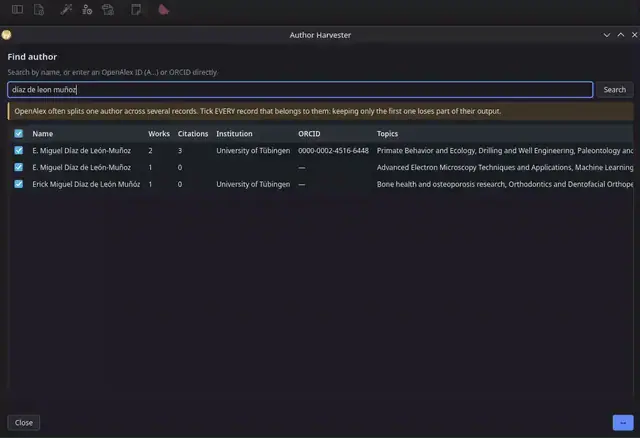 Author Harvester
Find author
Search by name, or enter an OpenAlex ID (A...) or ORCID directly
díaz de leon muñoz
Search
OpenAlex often splits one author across several records. Tick EVERY record that belongs to them: keeping only the first one loses part of their output.
Name Works Citations Institution ORCID Topics
E. Miguel Díaz de León-Muñoz 2 3 University of Tübingen 0000-0002-4516-6448 Primate Behavior and Ecology, Drilling and Well Engineering, Paleontology and
E. Miguel Díaz de León-Muñoz 1 0 — Advanced Electron Microscopy Techniques and Applications, Machine Learning
Erick Miguel Díaz de León Muñóz 1 0 University of Tübingen — Bone health and osteoporosis research, Orthodontics and Dentofacial Orthope
Close